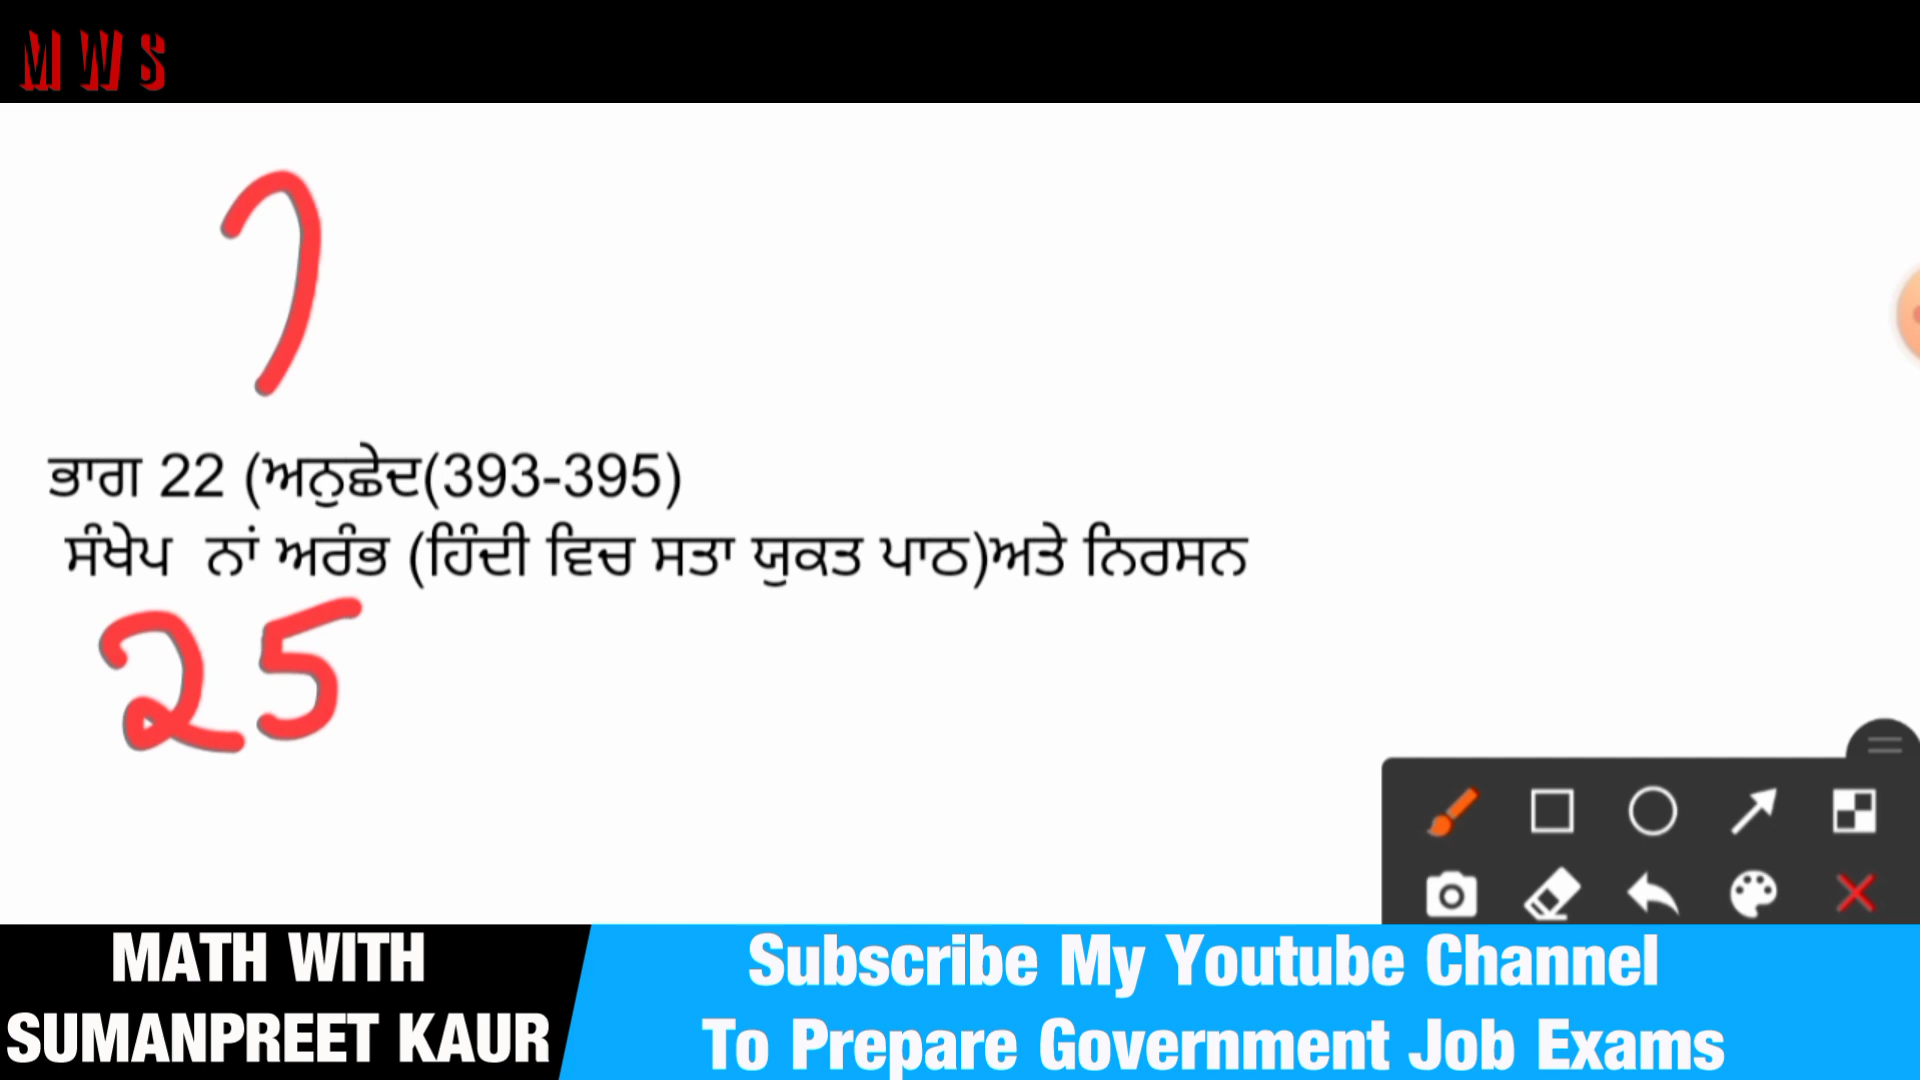 MWS
7
ਭਾਗ 22 (ਅਨੁਛੇਦ(393-395)
ਸੰਖੇਪ ਨਾਂ ਅਰੰਭ (ਹਿੰਦੀ ਵਿਚ ਸਤਾ ਯੁਕਤ ਪਾਠ)ਅਤੇ ਨਿਰਸਨ
25
MATH WITH
SUMANPREET KAUR
Subscribe My Youtube Channel
To Prepare Government Job Exams